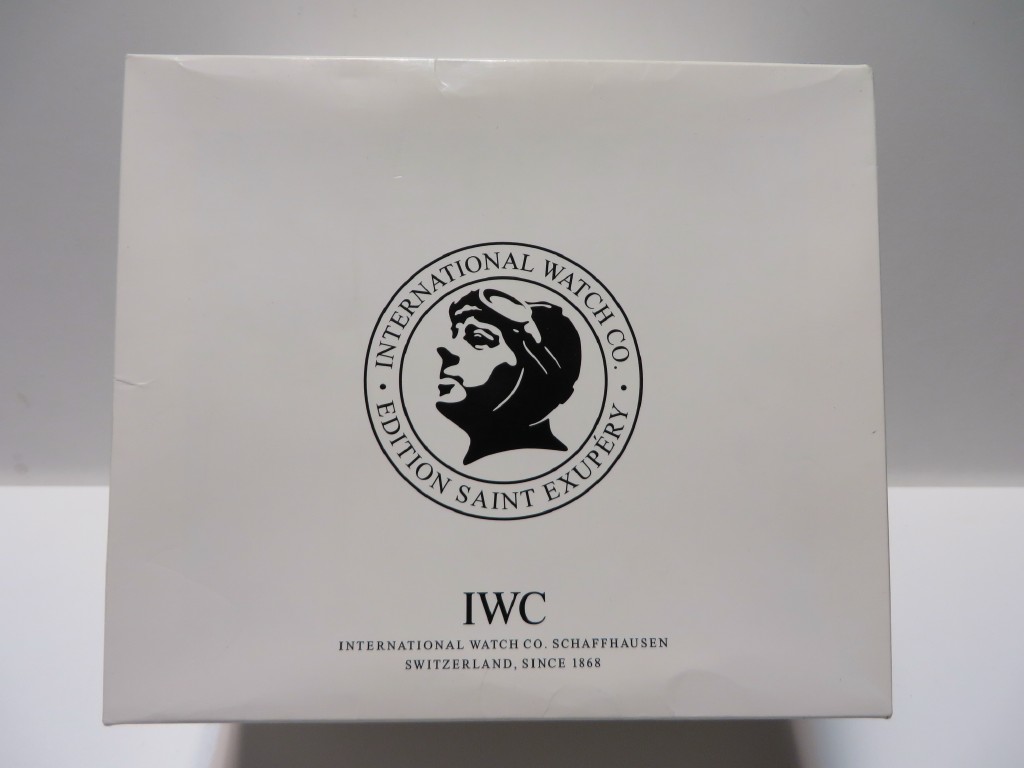 INTERNATIONAL WATCH CO.
EDITION SAINT EXUPÉRY
IWC
INTERNATIONAL WATCH CO. SCHAFFHAUSEN
SWITZERLAND, SINCE 1868